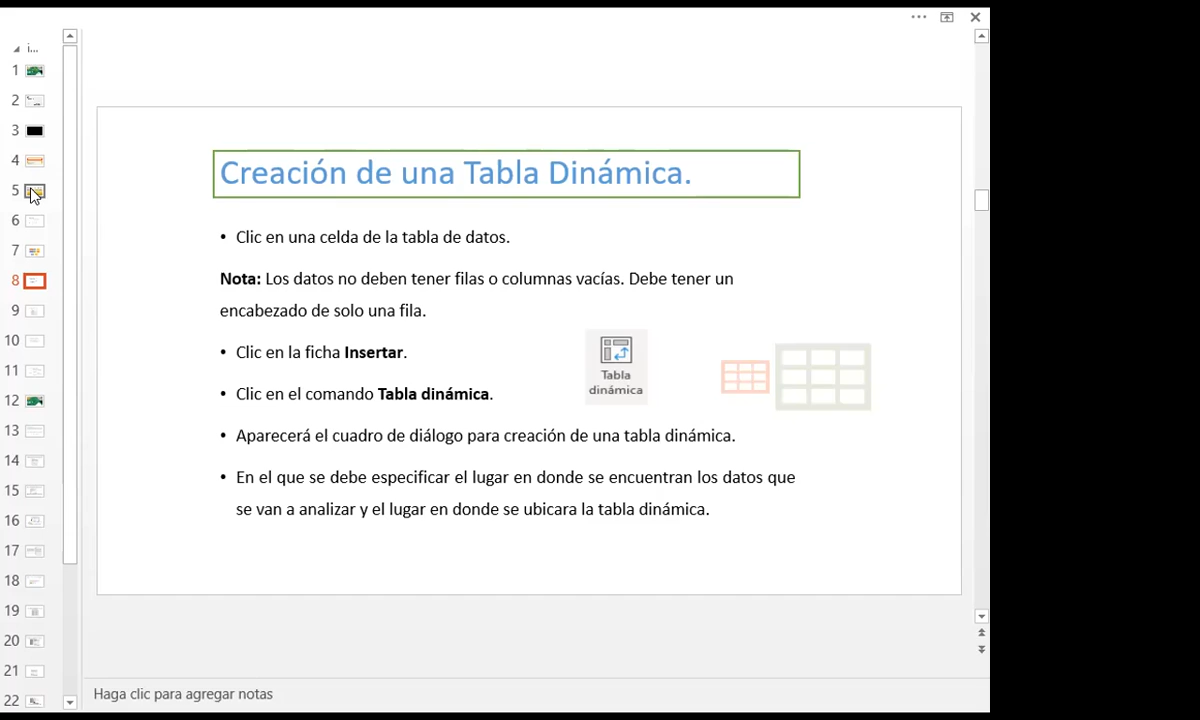 i...
1
2
3
4
5
6
7
8
9
10
11
12
13
14
15
16
17
18
19
20
21
22
Creación de una Tabla Dinámica.
• Clic en una celda de la tabla de datos.
Nota: Los datos no deben tener filas o columnas vacías. Debe tener un
encabezado de solo una fila.
• Clic en la ficha Insertar.
• Clic en el comando Tabla dinámica.
Tabla
dinámica
• Aparecerá el cuadro de diálogo para creación de una tabla dinámica.
• En el que se debe especificar el lugar en donde se encuentran los datos que
se van a analizar y el lugar en donde se ubicara la tabla dinámica.
Haga clic para agregar notas